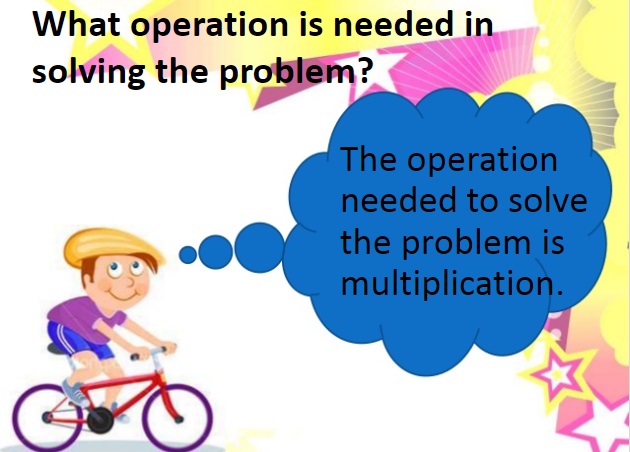 What operation is needed in
solving the problem?
The operation
needed to solve
the problem is
multiplication.